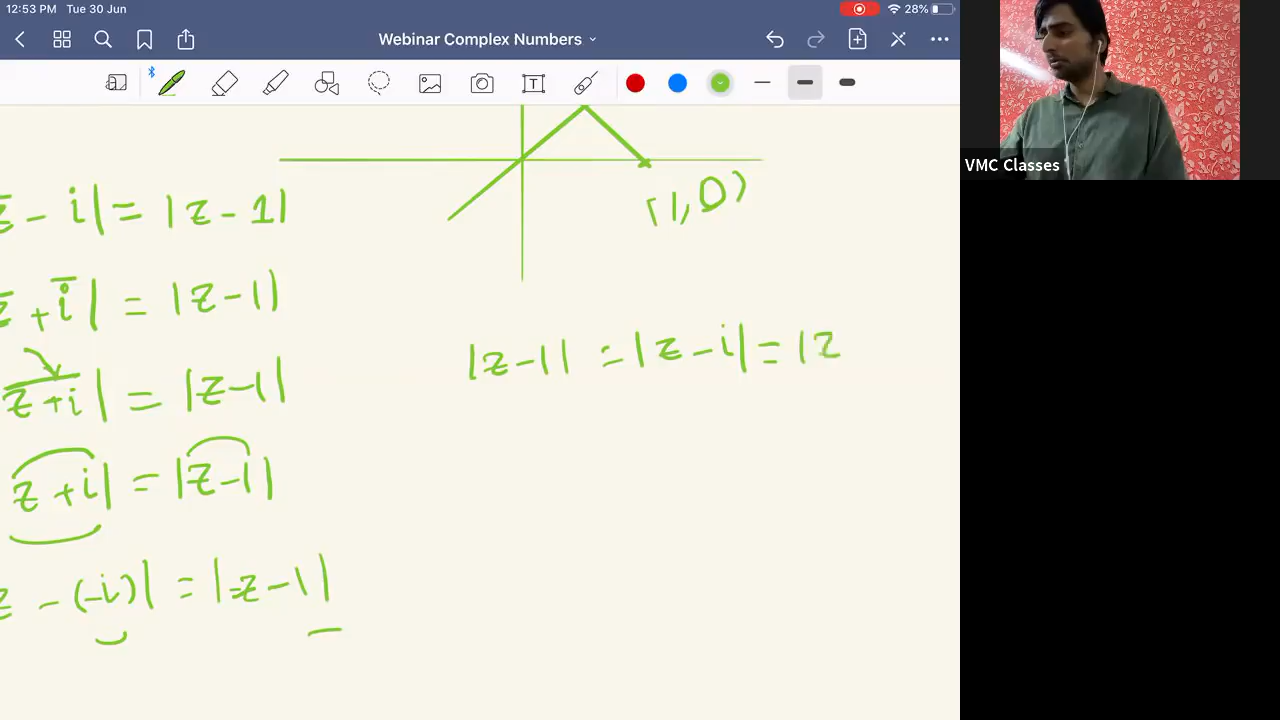 12:53 PM Tue 30 Jun
28%
Webinar Complex Numbers
T
VMC Classes
(1,0)
z̅ - i| = |z - 1|
z̅ + i̅| = |z - 1|
|z - 1| = |z - i| = |z
z̅+̅i̅| = |z - 1|
z + i| = |z - 1|
z - (-i)| = |z - 1|